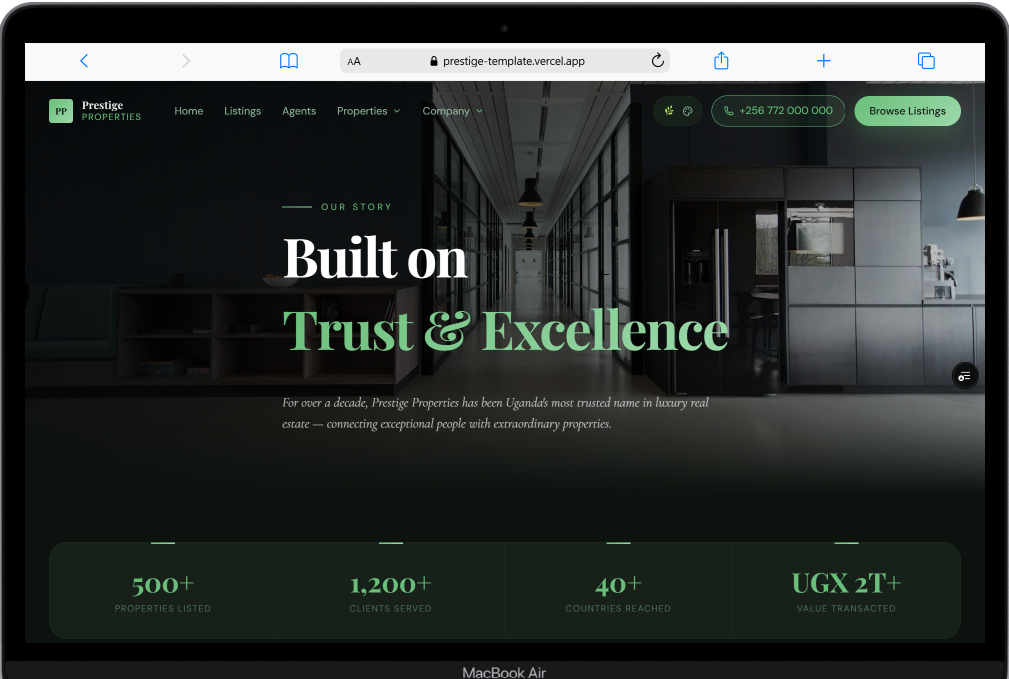 AA prestige-template.vercel.app
PP Prestige PROPERTIES
Home Listings Agents Properties Company
+256 772 000 000 Browse Listings
OUR STORY
Built on
Trust & Excellence
For over a decade, Prestige Properties has been Uganda's most trusted name in luxury real
estate — connecting exceptional people with extraordinary properties.
500+ 1,200+ 40+ UGX 2T+
PROPERTIES LISTED CLIENTS SERVED COUNTRIES REACHED VALUE TRANSACTED
MacBook Air